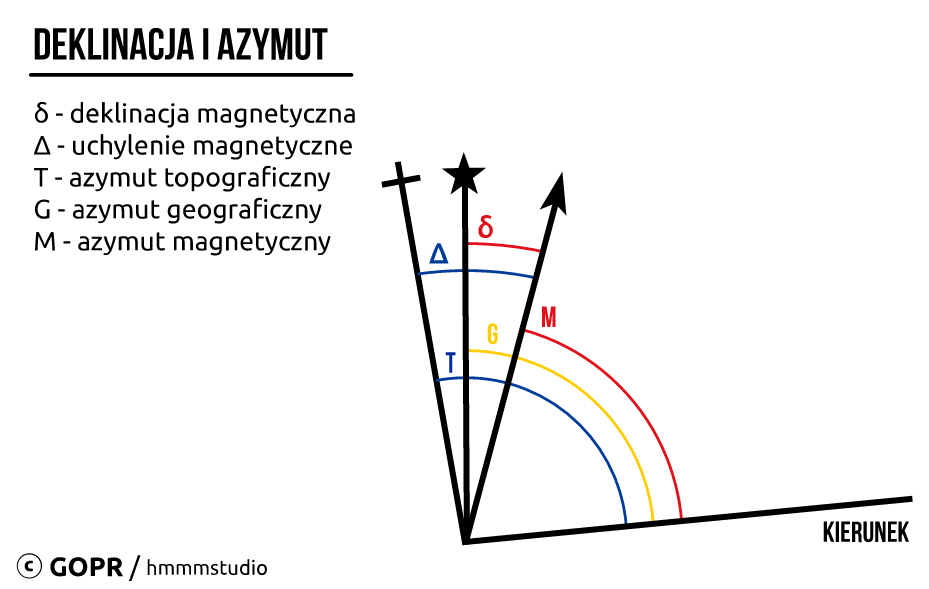 DEKLINACJA I AZYMUT
δ - deklinacja magnetyczna
Δ - uchylenie magnetyczne
T - azymut topograficzny
G - azymut geograficzny
M - azymut magnetyczny
δ
Δ
M
G
T
KIERUNEK
© GOPR / hmmmstudio